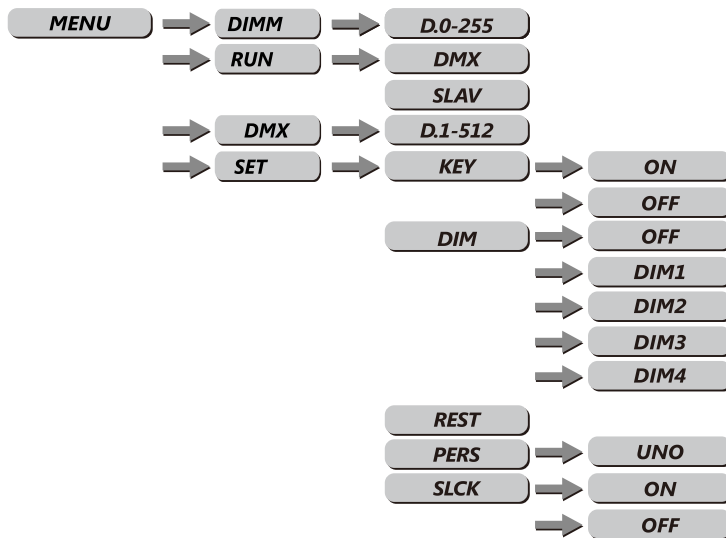 MENU DIMM D.0-255
RUN DMX
SLAV
DMX D.1-512
SET KEY ON
OFF
DIM OFF
DIM1
DIM2
DIM3
DIM4
REST
PERS UNO
SLCK ON
OFF